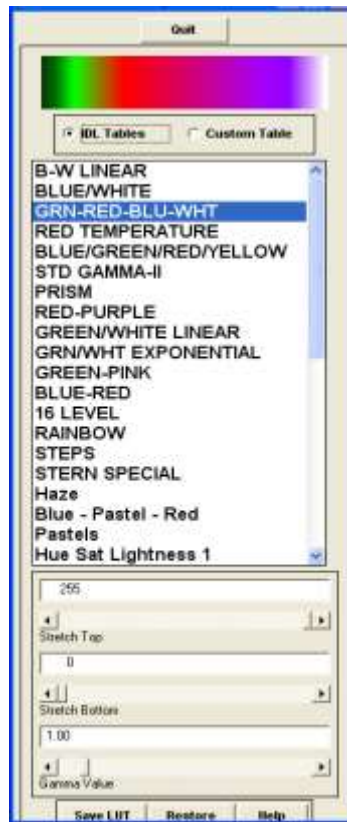 Quit
IDL Tables
Custom Table
B-W LINEAR
BLUE/WHITE
GRN-RED-BLU-WHT
RED TEMPERATURE
BLUE/GREEN/RED/YELLOW
STD GAMMA-II
PRISM
RED-PURPLE
GREEN/WHITE LINEAR
GRN/WHT EXPONENTIAL
GREEN-PINK
BLUE-RED
16 LEVEL
RAINBOW
STEPS
STERN SPECIAL
Haze
Blue - Pastel - Red
Pastels
Hue Sat Lightness 1
255
Stretch Top
0
Stretch Bottom
1.00
Gamma Value
Save LUT
Restore
Help